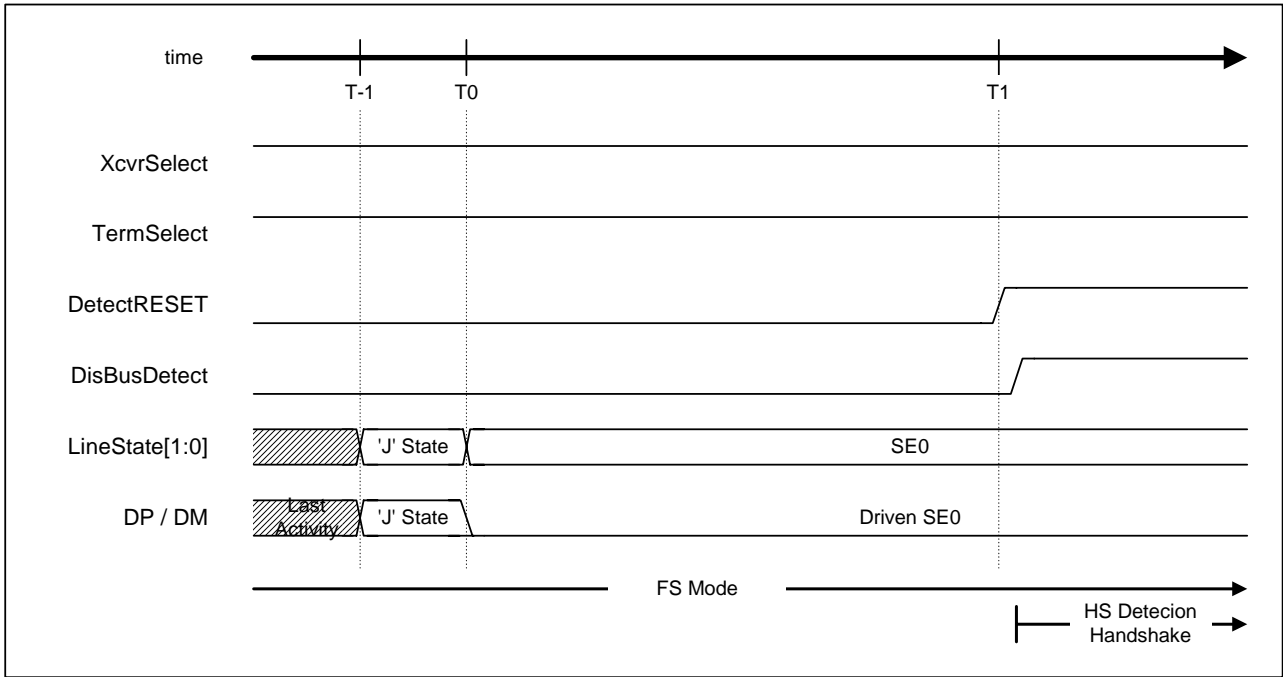 time
T-1
T0
T1
XcvrSelect
TermSelect
DetectRESET
DisBusDetect
LineState[1:0]
'J' State
SE0
DP / DM
Last
Activity
'J' State
Driven SE0
FS Mode
HS Detecion
Handshake